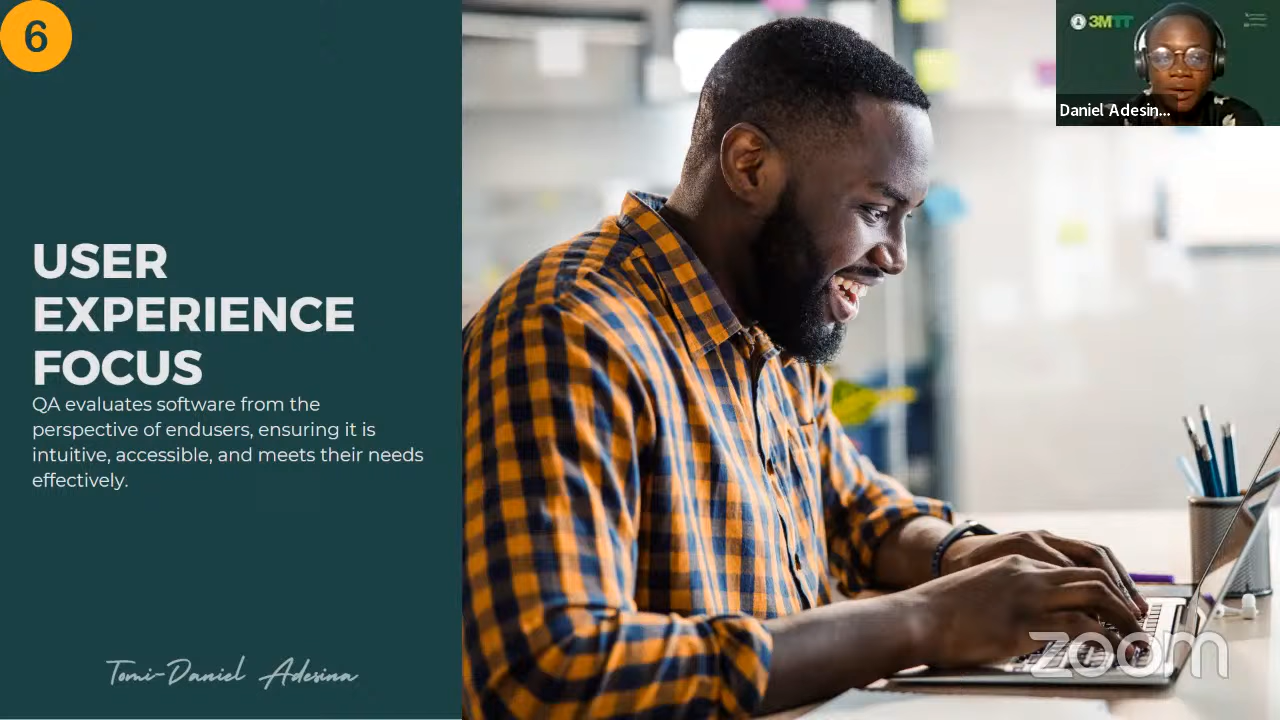 6
3MTT
Daniel Adesin...
USER
EXPERIENCE
FOCUS
QA evaluates software from the
perspective of endusers, ensuring it is
intuitive, accessible, and meets their needs
effectively.
Tomi-Daniel Adesina
zoom